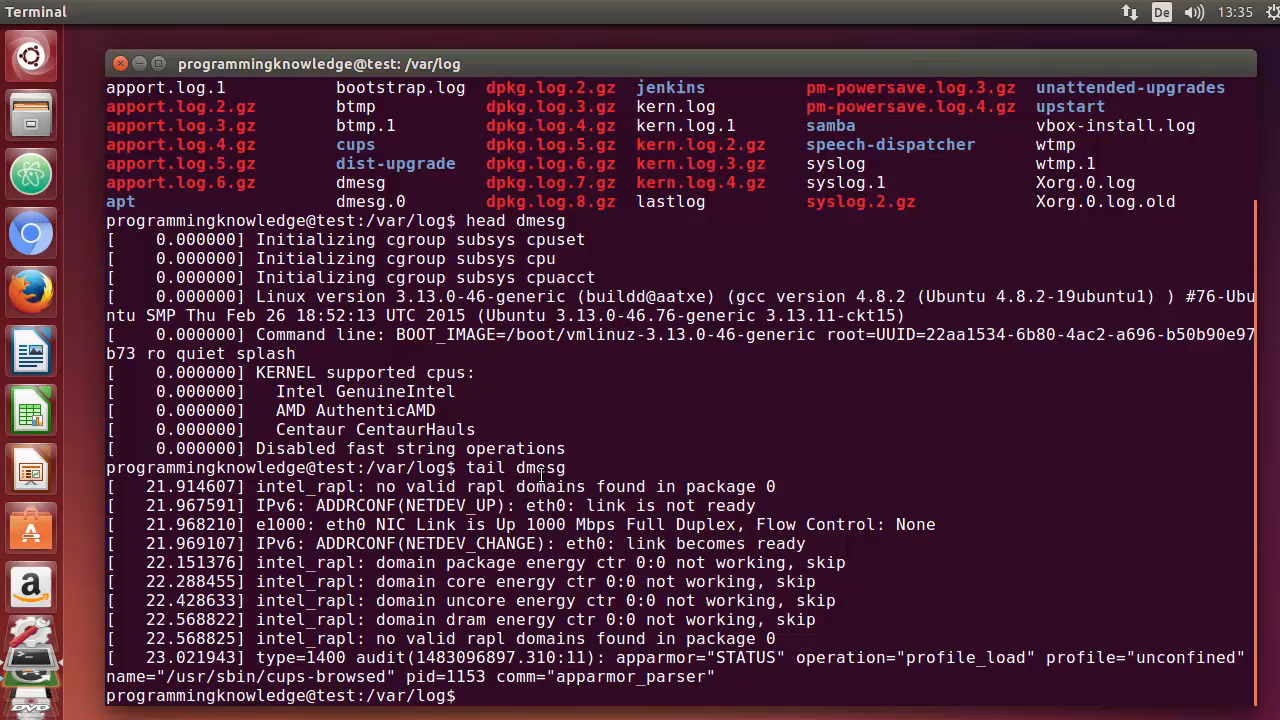 Terminal
De
13:35
programmingknowledge@test: /var/log
apport.log.1 bootstrap.log dpkg.log.2.gz jenkins pm-powersave.log.3.gz unattended-upgrades
apport.log.2.gz btmp dpkg.log.3.gz kern.log pm-powersave.log.4.gz upstart
apport.log.3.gz btmp.1 dpkg.log.4.gz kern.log.1 samba vbox-install.log
apport.log.4.gz cups dpkg.log.5.gz kern.log.2.gz speech-dispatcher wtmp
apport.log.5.gz dist-upgrade dpkg.log.6.gz kern.log.3.gz syslog wtmp.1
apport.log.6.gz dmesg dpkg.log.7.gz kern.log.4.gz syslog.1 Xorg.0.log
apt dmesg.0 dpkg.log.8.gz lastlog syslog.2.gz Xorg.0.log.old
programmingknowledge@test:/var/log$ head dmesg
[    0.000000] Initializing cgroup subsys cpuset
[    0.000000] Initializing cgroup subsys cpu
[    0.000000] Initializing cgroup subsys cpuacct
[    0.000000] Linux version 3.13.0-46-generic (buildd@aatxe) (gcc version 4.8.2 (Ubuntu 4.8.2-19ubuntu1) ) #76-Ubu
ntu SMP Thu Feb 26 18:52:13 UTC 2015 (Ubuntu 3.13.0-46.76-generic 3.13.11-ckt15)
[    0.000000] Command line: BOOT_IMAGE=/boot/vmlinuz-3.13.0-46-generic root=UUID=22aa1534-6b80-4ac2-a696-b50b90e97
b73 ro quiet splash
[    0.000000] KERNEL supported cpus:
[    0.000000]   Intel GenuineIntel
[    0.000000]   AMD AuthenticAMD
[    0.000000]   Centaur CentaurHauls
[    0.000000] Disabled fast string operations
programmingknowledge@test:/var/log$ tail dmesg
[   21.914607] intel_rapl: no valid rapl domains found in package 0
[   21.967591] IPv6: ADDRCONF(NETDEV_UP): eth0: link is not ready
[   21.968210] e1000: eth0 NIC Link is Up 1000 Mbps Full Duplex, Flow Control: None
[   21.969107] IPv6: ADDRCONF(NETDEV_CHANGE): eth0: link becomes ready
[   22.151376] intel_rapl: domain package energy ctr 0:0 not working, skip
[   22.288455] intel_rapl: domain core energy ctr 0:0 not working, skip
[   22.428633] intel_rapl: domain uncore energy ctr 0:0 not working, skip
[   22.568822] intel_rapl: domain dram energy ctr 0:0 not working, skip
[   22.568825] intel_rapl: no valid rapl domains found in package 0
[   23.021943] type=1400 audit(1483096897.310:11): apparmor="STATUS" operation="profile_load" profile="unconfined"
name="/usr/sbin/cups-browsed" pid=1153 comm="apparmor_parser"
programmingknowledge@test:/var/log$